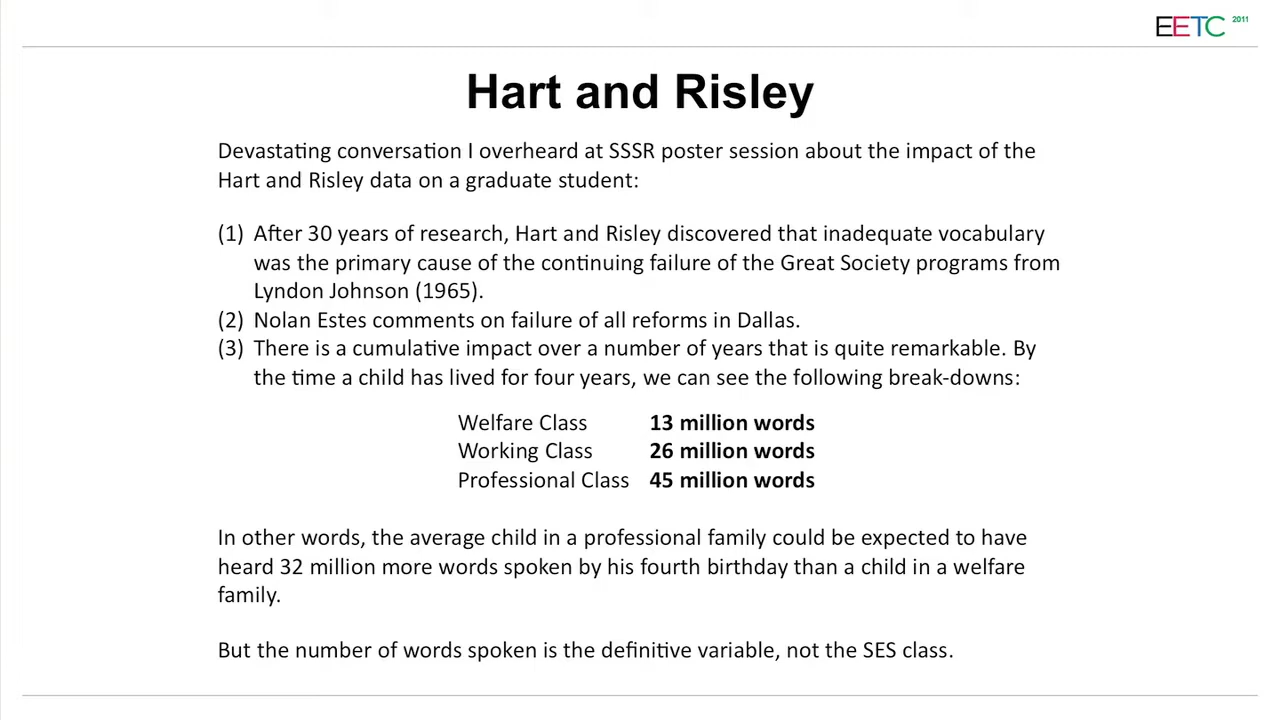 EETC 2011
Hart and Risley
Devastating conversation I overheard at SSSR poster session about the impact of the
Hart and Risley data on a graduate student:
(1) After 30 years of research, Hart and Risley discovered that inadequate vocabulary
was the primary cause of the continuing failure of the Great Society programs from
Lyndon Johnson (1965).
(2) Nolan Estes comments on failure of all reforms in Dallas.
(3) There is a cumulative impact over a number of years that is quite remarkable. By
the time a child has lived for four years, we can see the following break-downs:
Welfare Class 13 million words
Working Class 26 million words
Professional Class 45 million words
In other words, the average child in a professional family could be expected to have
heard 32 million more words spoken by his fourth birthday than a child in a welfare
family.
But the number of words spoken is the definitive variable, not the SES class.